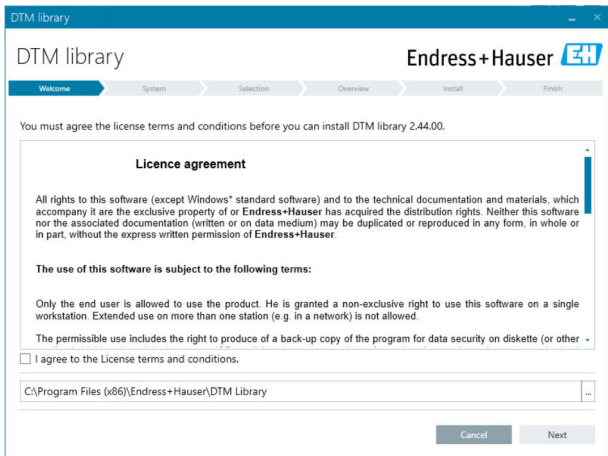 DTM library
DTM library
Endress+Hauser EH
Welcome System Selection Overview Install Finish
You must agree the license terms and conditions before you can install DTM library 2.44.00.
Licence agreement
All rights to this software (except Windows* standard software) and to the technical documentation and materials, which
accompany it are the exclusive property of or Endress+Hauser has acquired the distribution rights. Neither this software
nor the associated documentation (written or on data medium) may be duplicated or reproduced in any form, in whole or
in part, without the express written permission of Endress+Hauser.
The use of this software is subject to the following terms:
Only the end user is allowed to use the product. He is granted a non-exclusive right to use this software on a single
workstation. Extended use on more than one station (e.g. in a network) is not allowed.
The permissible use includes the right to produce of a back-up copy of the program for data security on diskette (or other
I agree to the License terms and conditions.
C:\Program Files (x86)\Endress+Hauser\DTM Library ...
Cancel Next